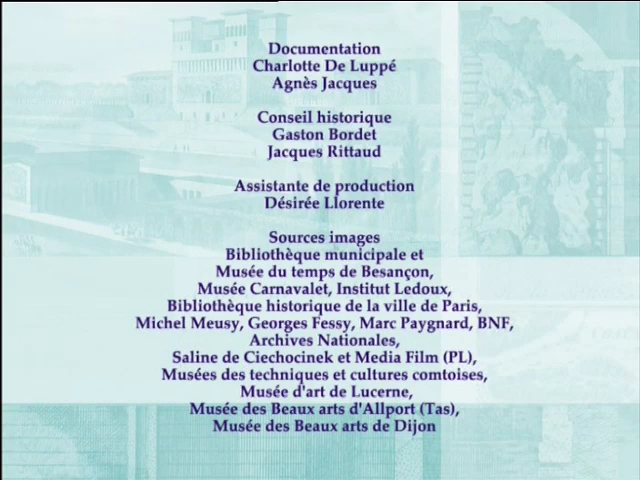 Documentation
Charlotte De Luppé
Agnès Jacques
Conseil historique
Gaston Bordet
Jacques Rittaud
Assistante de production
Désirée Llorente
Sources images
Bibliothèque municipale et
Musée du temps de Besançon,
Musée Carnavalet, Institut Ledoux,
Bibliothèque historique de la ville de Paris,
Michel Meusy, Georges Fessy, Marc Paygnard, BNF,
Archives Nationales,
Saline de Ciechocinek et Media Film (PL),
Musées des techniques et cultures comtoises,
Musée d'art de Lucerne,
Musée des Beaux arts d'Allport (Tas),
Musée des Beaux arts de Dijon